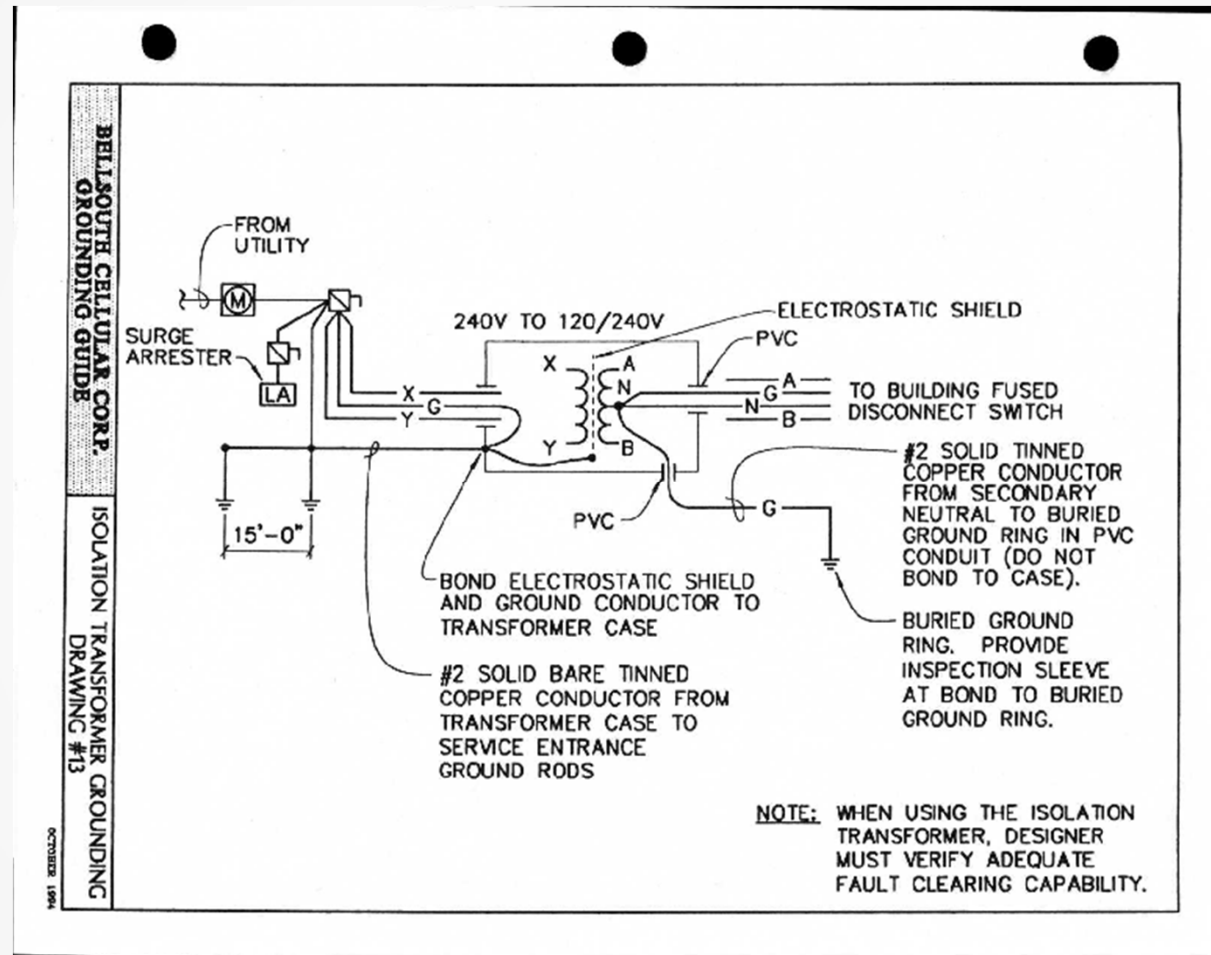 BELLSOUTH CELLULAR CORP.
GROUNDING GUIDE
ISOLATION TRANSFORMER GROUNDING
DRAWING #13
OCTOBER 1994
FROM
UTILITY
M
SURGE
ARRESTER
LA
240V TO 120/240V
ELECTROSTATIC SHIELD
PVC
X
A
N
Y
B
X
G
Y
A
G
N
B
TO BUILDING FUSED
DISCONNECT SWITCH
15'-0"
PVC
G
#2 SOLID TINNED
COPPER CONDUCTOR
FROM SECONDARY
NEUTRAL TO BURIED
GROUND RING IN PVC
CONDUIT (DO NOT
BOND TO CASE).
BOND ELECTROSTATIC SHIELD
AND GROUND CONDUCTOR TO
TRANSFORMER CASE
BURIED GROUND
RING. PROVIDE
INSPECTION SLEEVE
AT BOND TO BURIED
GROUND RING.
#2 SOLID BARE TINNED
COPPER CONDUCTOR FROM
TRANSFORMER CASE TO
SERVICE ENTRANCE
GROUND RODS
NOTE: WHEN USING THE ISOLATION
TRANSFORMER, DESIGNER
MUST VERIFY ADEQUATE
FAULT CLEARING CAPABILITY.